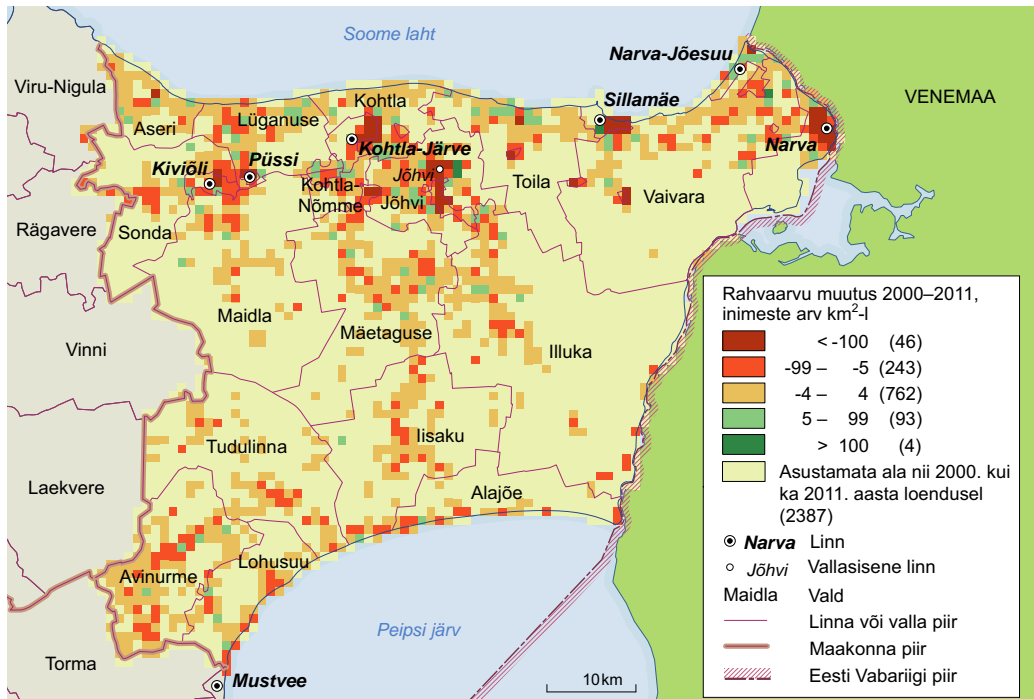 Soome laht
Narva-Jõesuu
Viru-Nigula
Sillamäe
VENEMAA
Kohtla
Aseri
Lüganuse
Narva
Kohtla-Järve
Püssi
Kiviõli
Jõhvi
Kohtla-
Nõmme
Toila
Vaivara
Jõhvi
Rägavere
Sonda
Maidla
Mäetaguse
Vinni
Illuka
Iisaku
Tudulinna
Laekvere
Alajõe
Lohusuu
Avinurme
Peipsi järv
Torma
Mustvee
10 km
Rahvaarvu muutus 2000–2011,
inimeste arv km²-l
< -100 (46)
-99 – -5 (243)
-4 – 4 (762)
5 – 99 (93)
> 100 (4)
Asustamata ala nii 2000. kui
ka 2011. aasta loendusel
(2387)
Narva Linn
Jõhvi Vallasisene linn
Maidla Vald
Linna või valla piir
Maakonna piir
Eesti Vabariigi piir